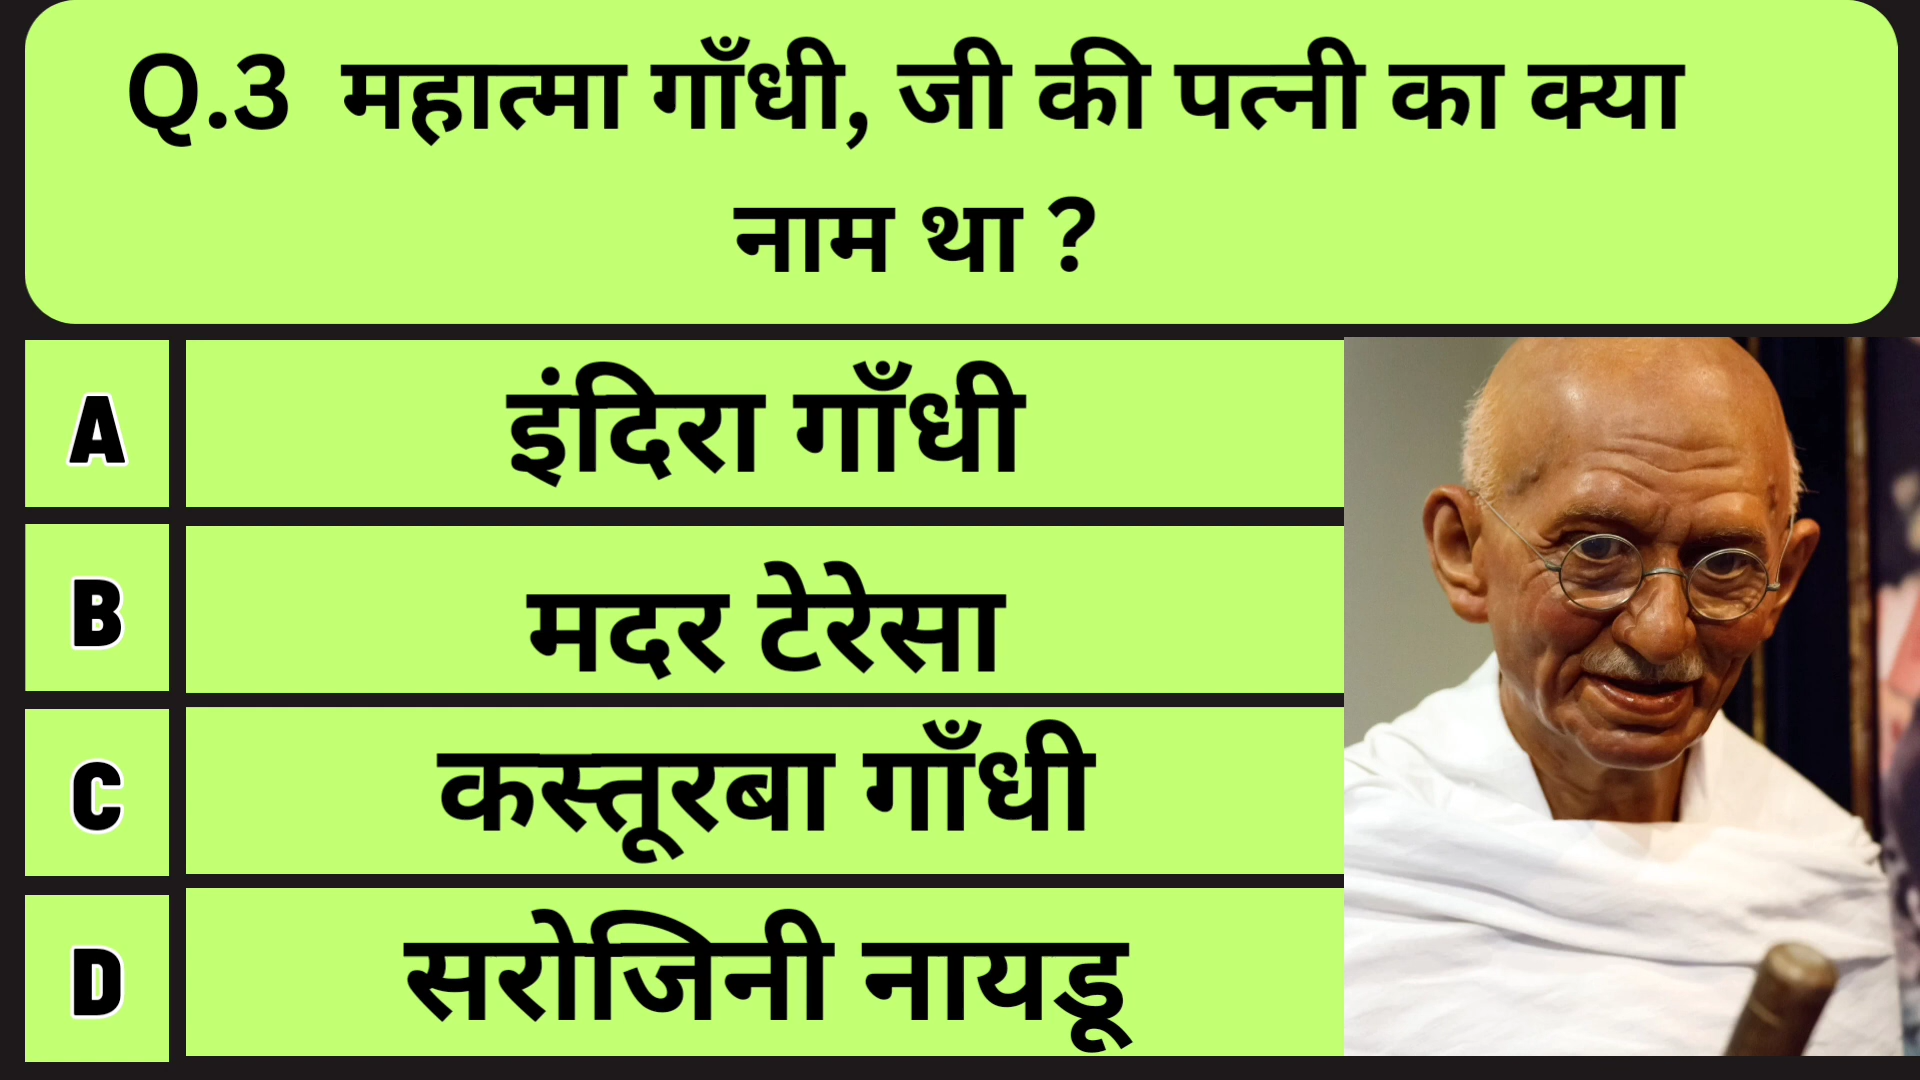 Q.3 महात्मा गाँधी, जी की पत्नी का क्या
नाम था ?
A इंदिरा गाँधी
B मदर टेरेसा
C कस्तूरबा गाँधी
D सरोजिनी नायडू